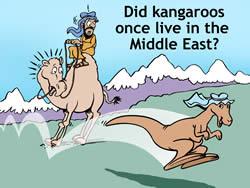 Did kangaroos
once live in the
Middle East?